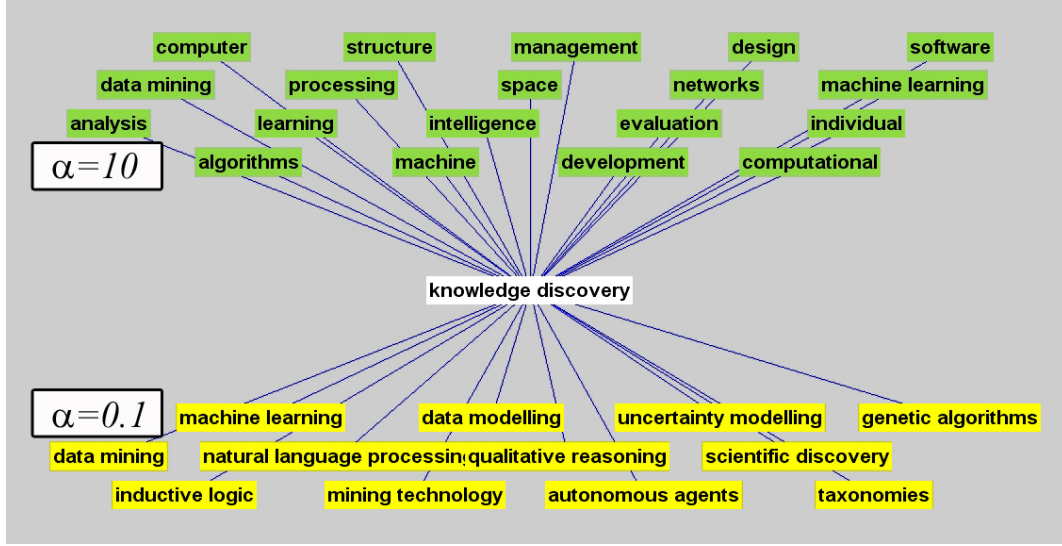 computer structure management design software
data mining processing space networks machine learning
analysis learning intelligence evaluation individual
α=10 algorithms machine development computational
knowledge discovery
α=0.1 machine learning data modelling uncertainty modelling genetic algorithms
data mining natural language processing qualitative reasoning scientific discovery
inductive logic mining technology autonomous agents taxonomies